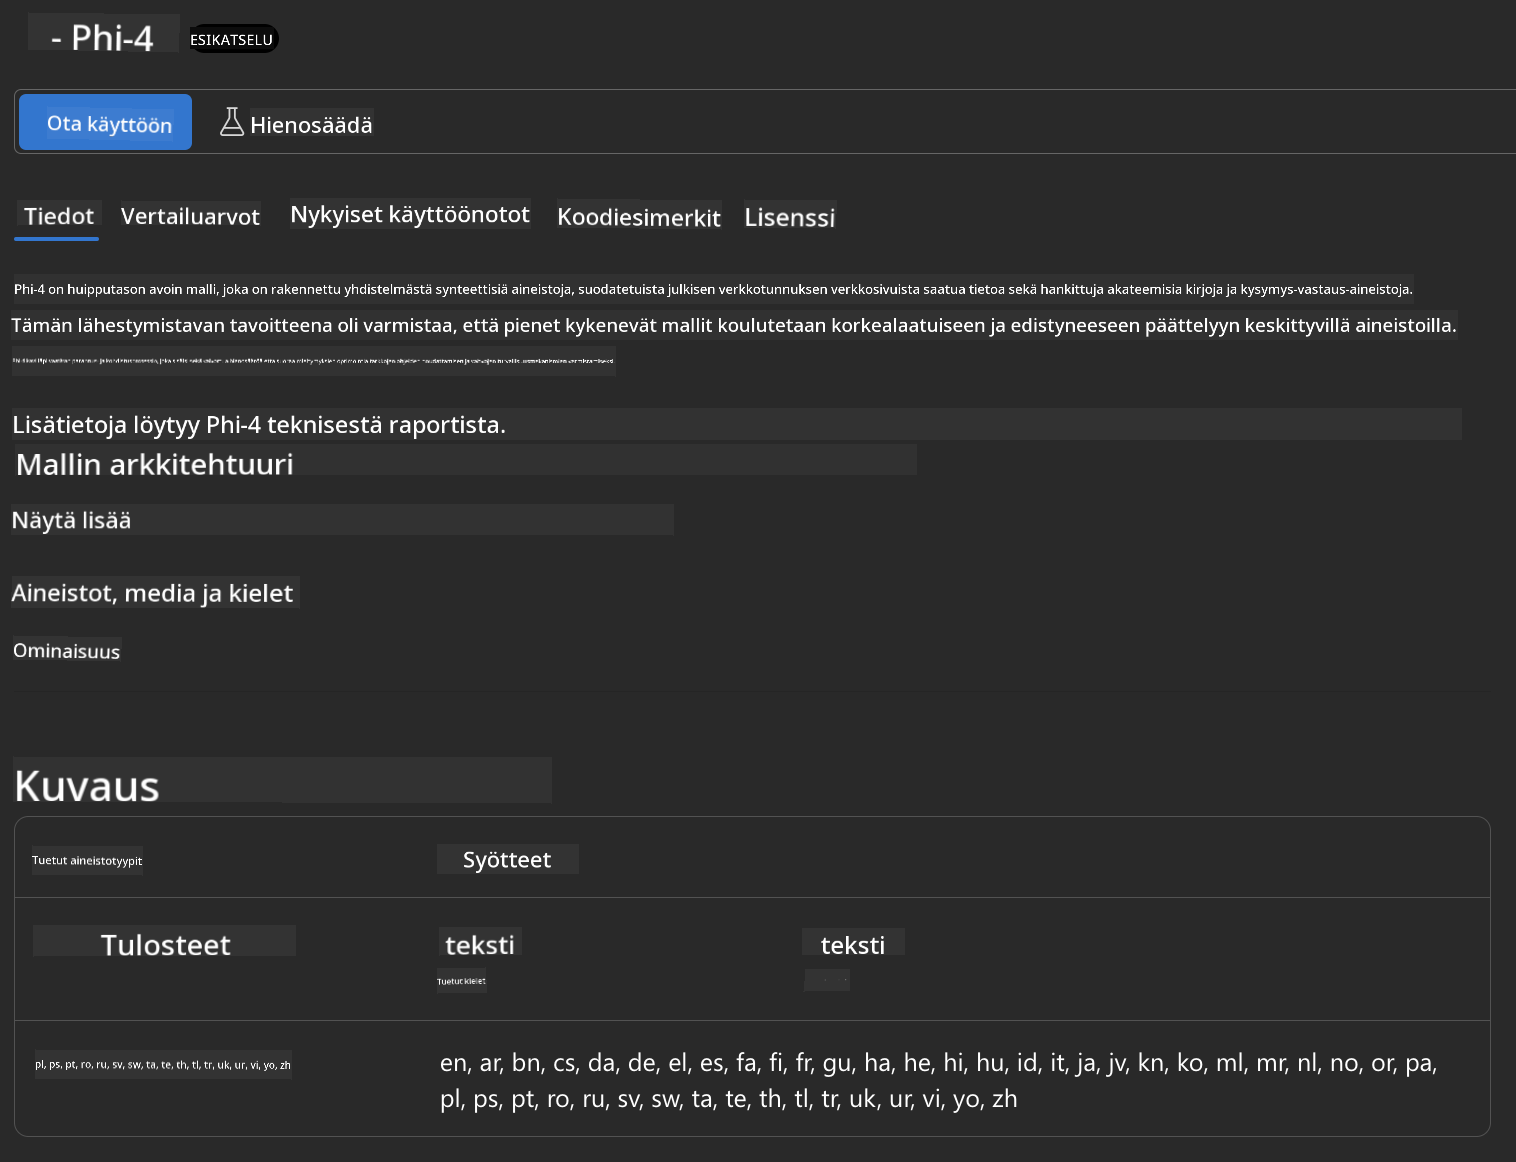 - Phi-4
ESIKATSELU
Ota käyttöön
Hienosäädä
Tiedot
Vertailuarvot
Nykyiset käyttöönotot
Koodiesimerkit
Lisenssi
Phi-4 on huipputason avoin malli, joka on rakennettu yhdistelmästä synteettisiä aineistoja, suodatetuista julkisen verkkotunnuksen verkkosivuista saatua tietoa sekä hankittuja akateemisia kirjoja ja kysymys-vastaus-aineistoja.
Tämän lähestymistavan tavoitteena oli varmistaa, että pienet kykenevät mallit koulutetaan korkealaatuiseen ja edistyneeseen päättelyyn keskittyvillä aineistoilla.
Lisätietoja löytyy Phi-4 teknisestä raportista.
Mallin arkkitehtuuri
Näytä lisää
Aineistot, media ja kielet
Ominaisuus
Kuvaus
Tuetut aineistotyypit
Syötteet
Tulosteet
teksti
teksti
Tuetut kielet
pl, ps, pt, ro, ru, sv, sw, ta, te, th, tl, tr, uk, ur, vi, yo, zh
en, ar, bn, cs, da, de, el, es, fa, fi, fr, gu, ha, he, hi, hu, id, it, ja, jv, kn, ko, ml, mr, nl, no, or, pa,
pl, ps, pt, ro, ru, sv, sw, ta, te, th, tl, tr, uk, ur, vi, yo, zh